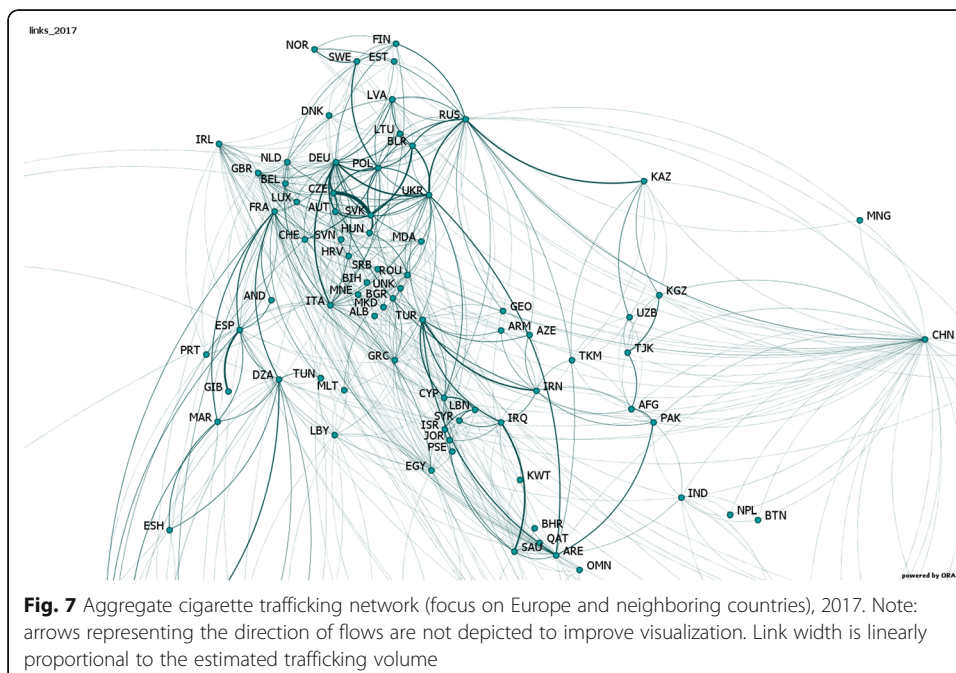 links_2017
NOR
FIN
SWE
EST
LVA
DNK
RUS
LTU
BLR
IRL
NLD
DEU
POL
GBR
BEL
KAZ
CZE
UKR
LUX
AUT
SVK
FRA
MNG
HUN
CHE
SVN
MDA
HRV
SRB
ROU
BIH
UNK
KGZ
MNE
BGR
AND
ITA
MKD
GEO
ALB
TUR
UZB
ESP
ARM
AZE
CHN
PRT
GRC
TKM
TJK
DZA
TUN
MLT
IRN
GIB
CYP
LBN
AFG
MAR
SYR
IRQ
PAK
ISR
LBY
JOR
PSE
EGY
KWT
IND
NPL
BTN
ESH
BHR
QAT
SAU
ARE
OMN
powered by ORA
Fig. 7 Aggregate cigarette trafficking network (focus on Europe and neighboring countries), 2017. Note:
arrows representing the direction of flows are not depicted to improve visualization. Link width is linearly
proportional to the estimated trafficking volume